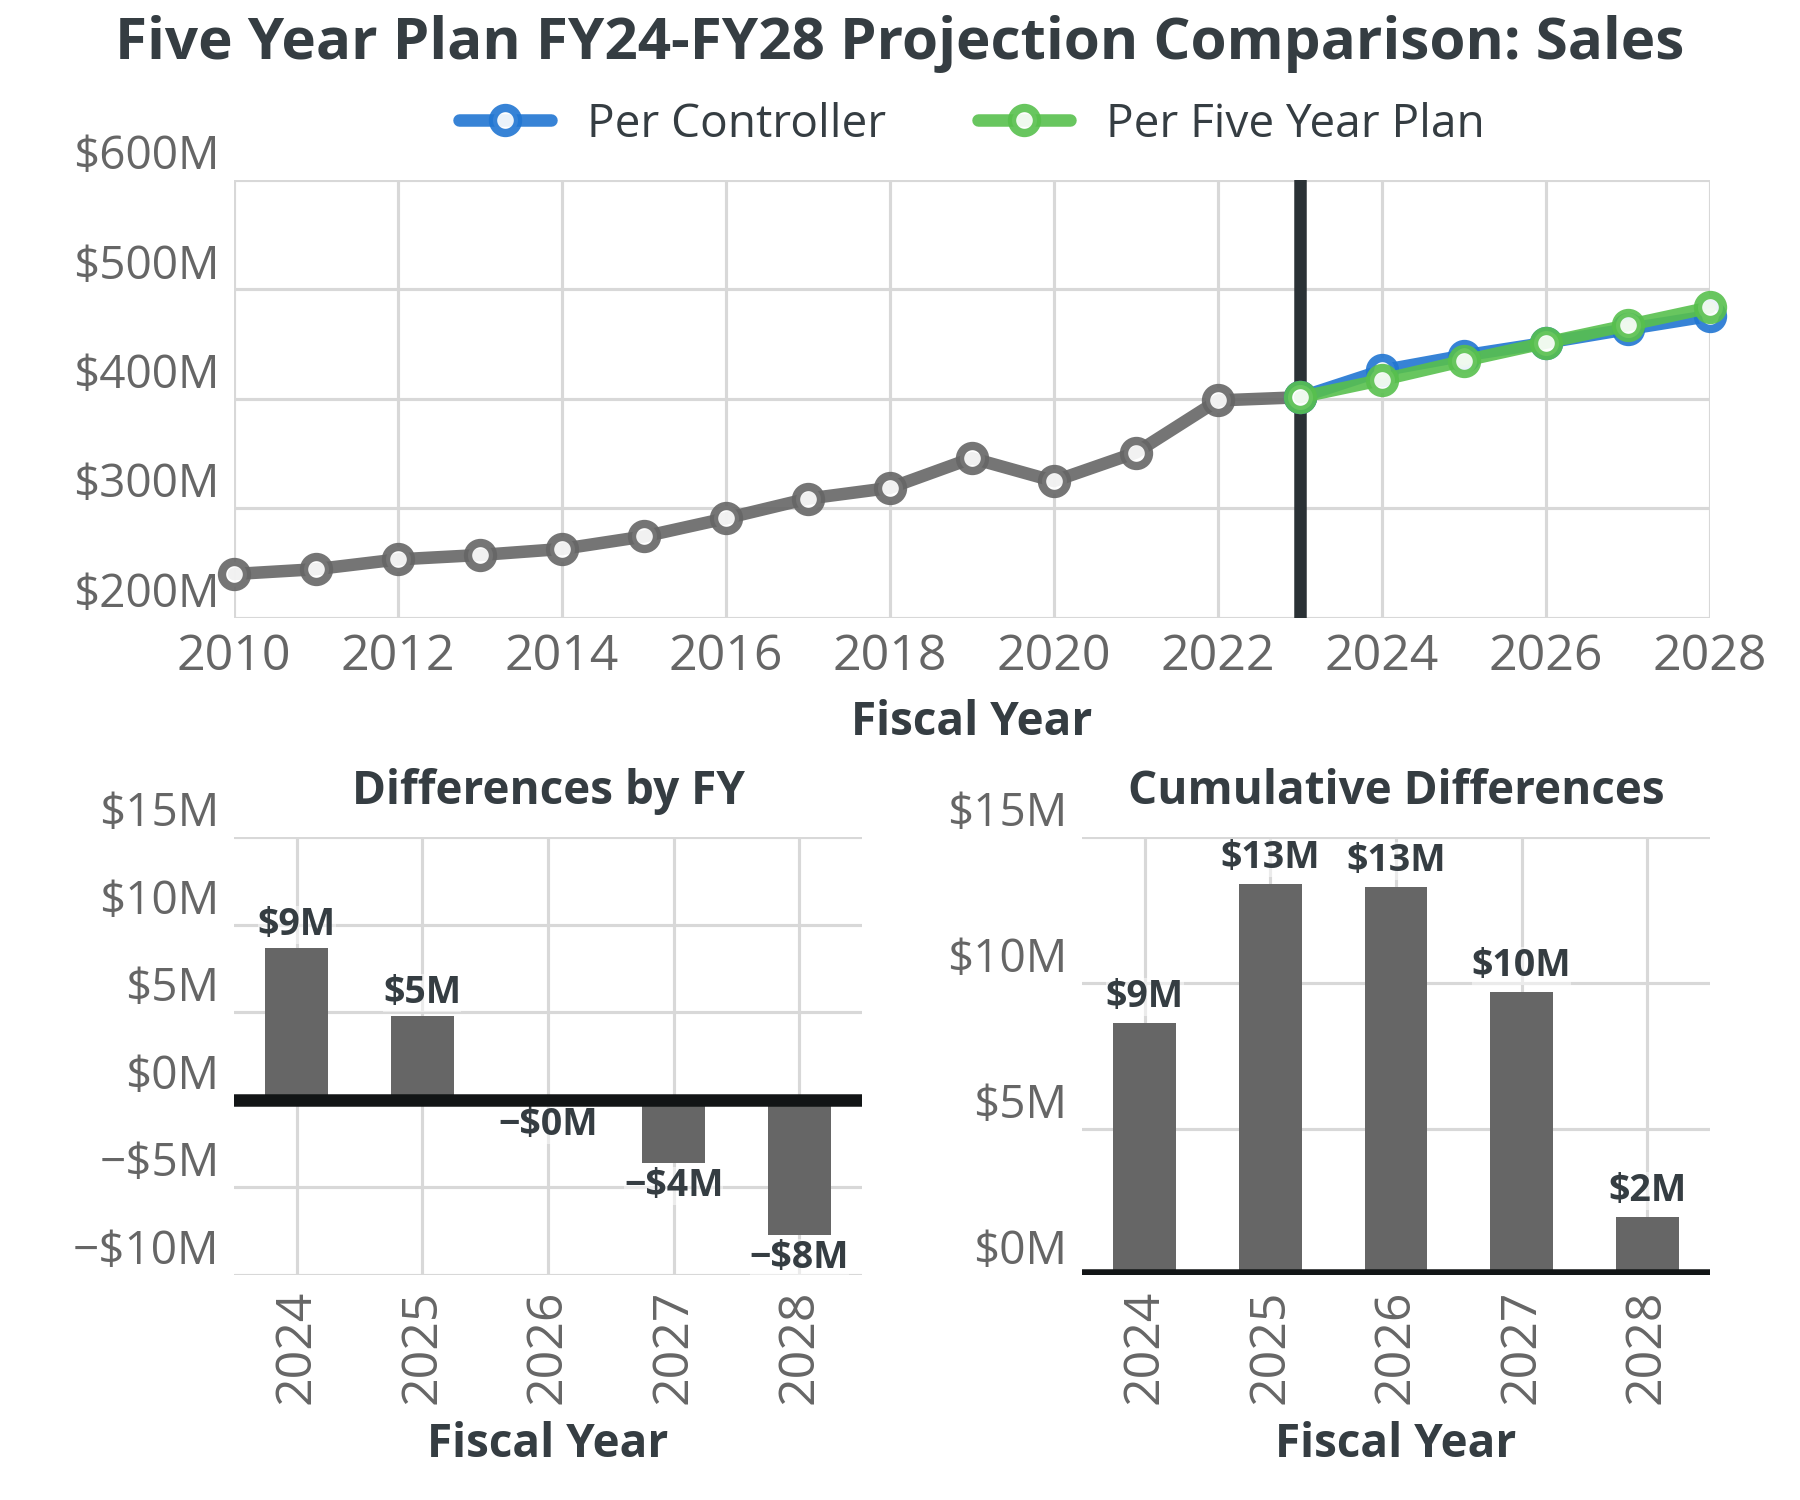 Five Year Plan FY24-FY28 Projection Comparison: Sales
Per Controller
Per Five Year Plan
$600M
$500M
$400M
$300M
$200M
2010 2012 2014 2016 2018 2020 2022 2024 2026 2028
Fiscal Year
Differences by FY
$15M
$10M
$5M
$0M
−$5M
−$10M
$9M
$5M
−$0M
−$4M
−$8M
2024
2025
2026
2027
2028
Fiscal Year
Cumulative Differences
$15M
$10M
$5M
$0M
$9M
$13M
$13M
$10M
$2M
2024
2025
2026
2027
2028
Fiscal Year